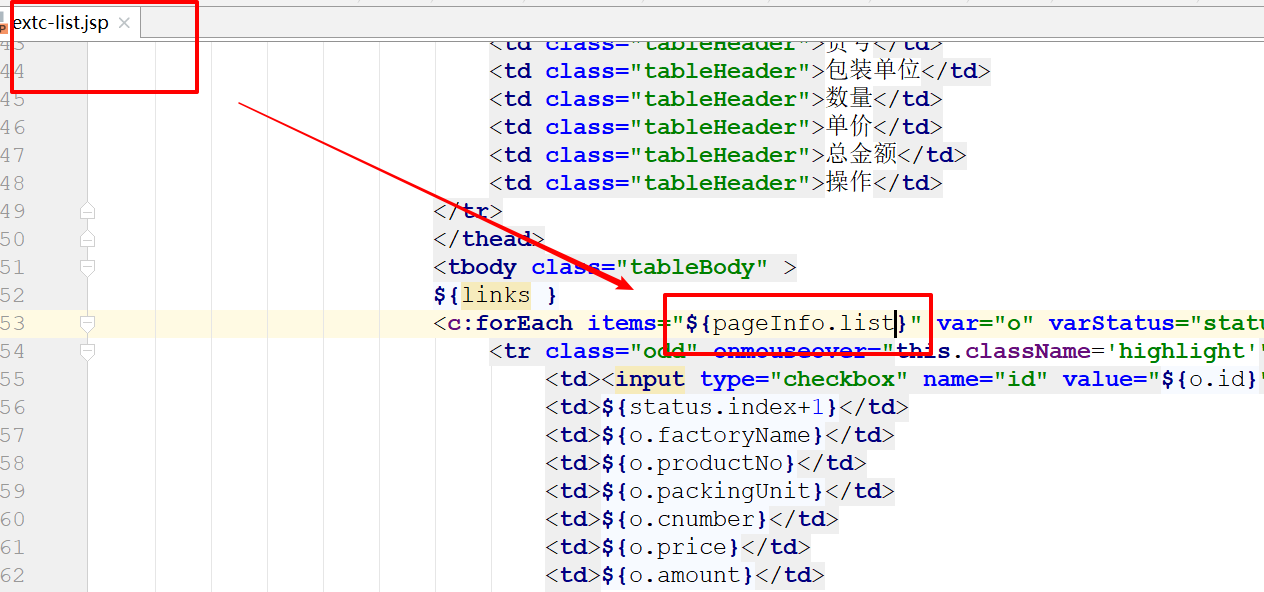 extc-list.jsp
43 <td class="tableHeader">货号</td>
44 <td class="tableHeader">包装单位</td>
45 <td class="tableHeader">数量</td>
46 <td class="tableHeader">单价</td>
47 <td class="tableHeader">总金额</td>
48 <td class="tableHeader">操作</td>
49 </tr>
50 </thead>
51 <tbody class="tableBody" >
52 ${links }
53 <c:forEach items="${pageInfo.list}" var="o" varStatus="statu
54 <tr class="odd" onmouseover="this.className='highlight'"
55 <td><input type="checkbox" name="id" value="${o.id}"
56 <td>${status.index+1}</td>
57 <td>${o.factoryName}</td>
58 <td>${o.productNo}</td>
59 <td>${o.packingUnit}</td>
60 <td>${o.cnumber}</td>
61 <td>${o.price}</td>
62 <td>${o.amount}</td>